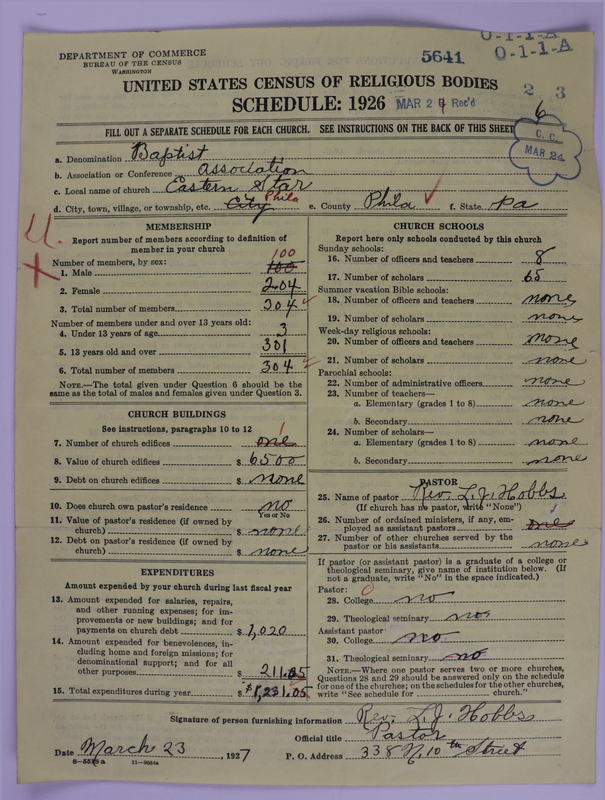 DEPARTMENT OF COMMERCE
BUREAU OF THE CENSUS
WASHINGTON
5641
O-1-1-A
O-1-1-A
UNITED STATES CENSUS OF RELIGIOUS BODIES
SCHEDULE: 1926 MAR 24 Rec'd
2 3
6
C. C.
MAR 24
FILL OUT A SEPARATE SCHEDULE FOR EACH CHURCH. SEE INSTRUCTIONS ON THE BACK OF THIS SHEET
a. Denomination Baptist
b. Association or Conference Association
c. Local name of church Eastern Star
d. City, town, village, or township, etc. City Phila e. County Phila f. State Pa
MEMBERSHIP
Report number of members according to definition of member in your church
Number of members, by sex:
100
1. Male 100
2. Female 204
3. Total number of members 304
Number of members under and over 13 years old:
4. Under 13 years of age 3
5. 13 years old and over 301
6. Total number of members 304
NOTE.—The total given under Question 6 should be the same as the total of males and females given under Question 3.
CHURCH BUILDINGS
See instructions, paragraphs 10 to 12
7. Number of church edifices one 1
8. Value of church edifices $ 6500
9. Debt on church edifices $ none
10. Does church own pastor's residence no
Yes or No
11. Value of pastor's residence (if owned by church) $ none
12. Debt on pastor's residence (if owned by church) $ none
EXPENDITURES
Amount expended by your church during last fiscal year
13. Amount expended for salaries, repairs, and other running expenses; for improvements or new buildings; and for payments on church debt $ 1,020
14. Amount expended for benevolences, including home and foreign missions; for denominational support; and for all other purposes $ 211.05
15. Total expenditures during year $ 1,231.05
CHURCH SCHOOLS
Report here only schools conducted by this church
Sunday schools:
16. Number of officers and teachers 8
17. Number of scholars 65
Summer vacation Bible schools:
18. Number of officers and teachers none
19. Number of scholars none
Week-day religious schools:
20. Number of officers and teachers none
21. Number of scholars none
Parochial schools:
22. Number of administrative officers none
23. Number of teachers—
a. Elementary (grades 1 to 8) none
b. Secondary none
24. Number of scholars—
a. Elementary (grades 1 to 8) none
b. Secondary none
PASTOR
25. Name of pastor Rev. L. J. Hobbs
(If church has no pastor, write "None")
26. Number of ordained ministers, if any, employed as assistant pastors one
27. Number of other churches served by the pastor or his assistants none
If pastor (or assistant pastor) is a graduate of a college or theological seminary, give name of institution below. (If not a graduate, write "No" in the space indicated.)
Pastor:
28. College no
29. Theological seminary no
Assistant pastor:
30. College no
31. Theological seminary no
NOTE.—Where one pastor serves two or more churches, Questions 28 and 29 should be answered only on the schedule for one of the churches; on the schedules for the other churches, write "See schedule for church."
Signature of person furnishing information Rev. L. J. Hobbs
Official title Pastor
Date March 23, 1927 P. O. Address 338 N. 10th Street
8-5518a 11-9034a